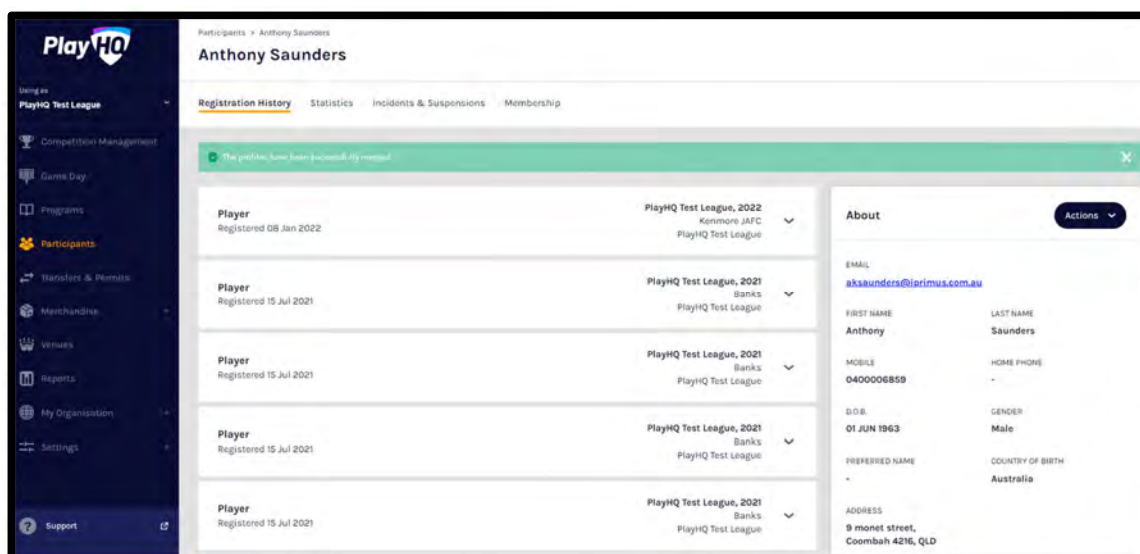 PlayHQ
Using as
PlayHQ Test League
Competition Management
Game Day
Programs
Participants
Transfers & Permits
Merchandise
Venues
Reports
My Organisation
Settings
Support
Participants > Anthony Saunders
Anthony Saunders
Registration History Statistics Incidents & Suspensions Membership
The profiles have been successfully merged
Player
Registered 08 Jan 2022
PlayHQ Test League, 2022
Kenmore JAFC
PlayHQ Test League
Player
Registered 15 Jul 2021
PlayHQ Test League, 2021
Banks
PlayHQ Test League
Player
Registered 15 Jul 2021
PlayHQ Test League, 2021
Banks
PlayHQ Test League
Player
Registered 15 Jul 2021
PlayHQ Test League, 2021
Banks
PlayHQ Test League
Player
Registered 15 Jul 2021
PlayHQ Test League, 2021
Banks
PlayHQ Test League
About
Actions
EMAIL
aksaunders@iprimus.com.au
FIRST NAME LAST NAME
Anthony Saunders
MOBILE HOME PHONE
0400006859 -
D.O.B. GENDER
01 JUN 1963 Male
PREFERRED NAME COUNTRY OF BIRTH
- Australia
ADDRESS
9 monet street,
Coombah 4216, QLD